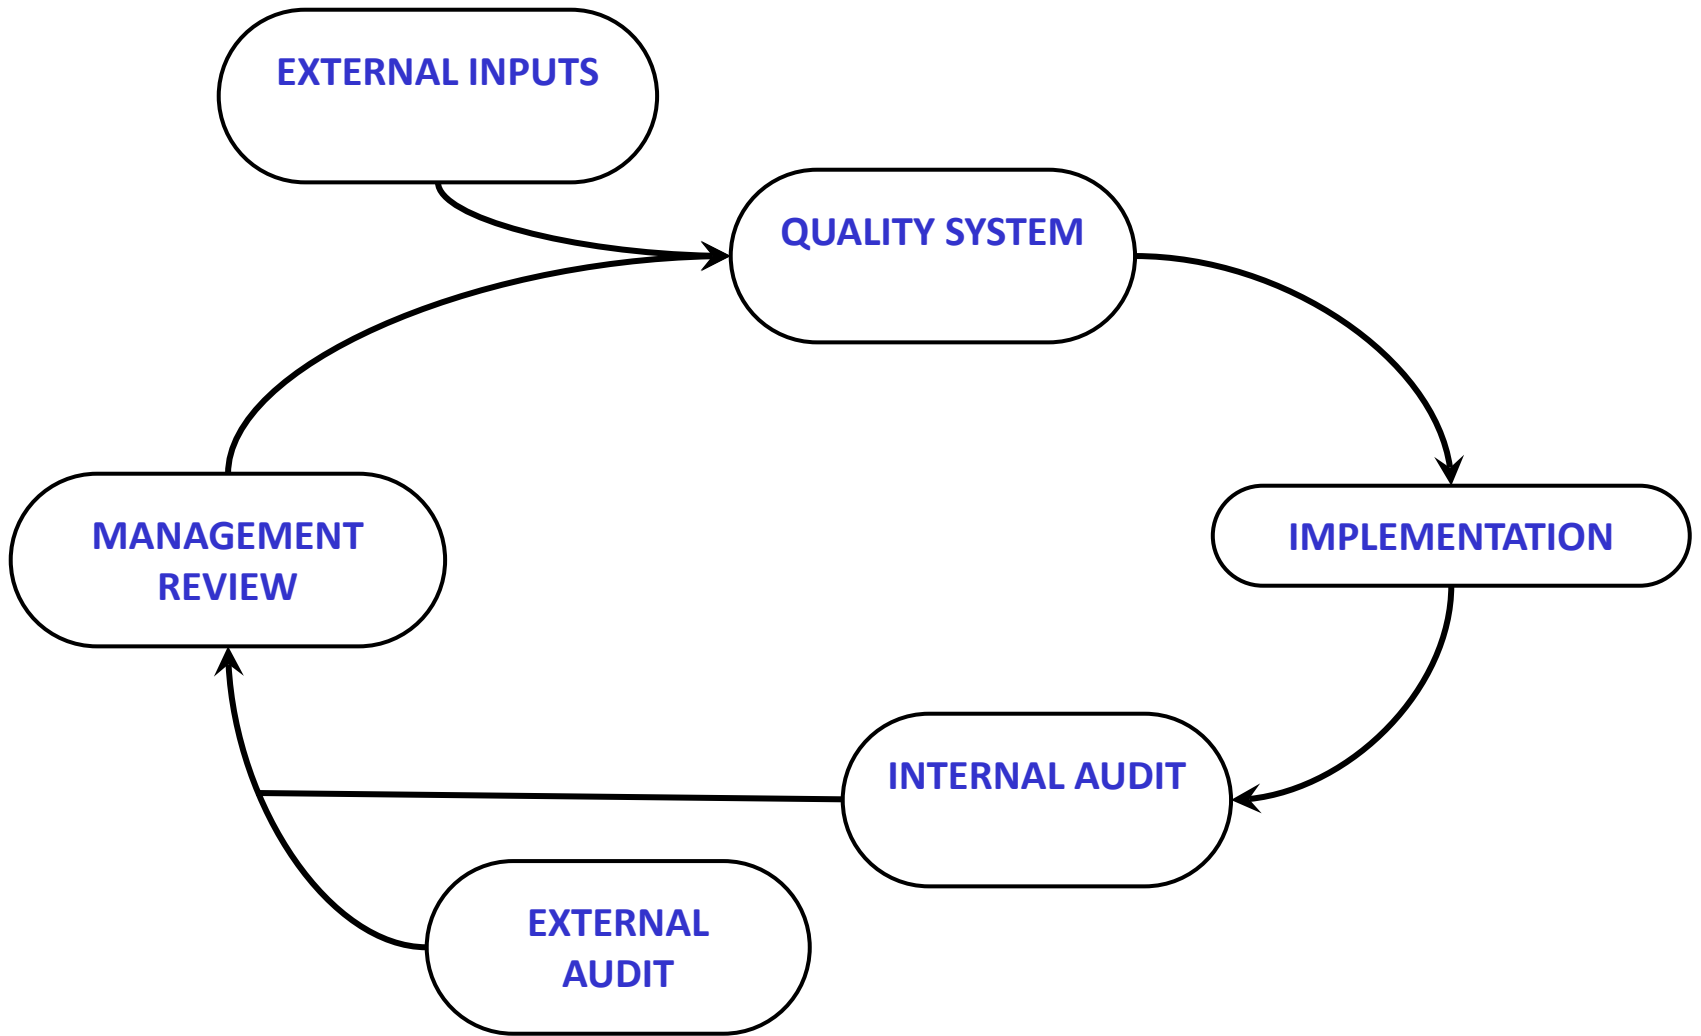 EXTERNAL INPUTS
QUALITY SYSTEM
MANAGEMENT
REVIEW
IMPLEMENTATION
INTERNAL AUDIT
EXTERNAL
AUDIT